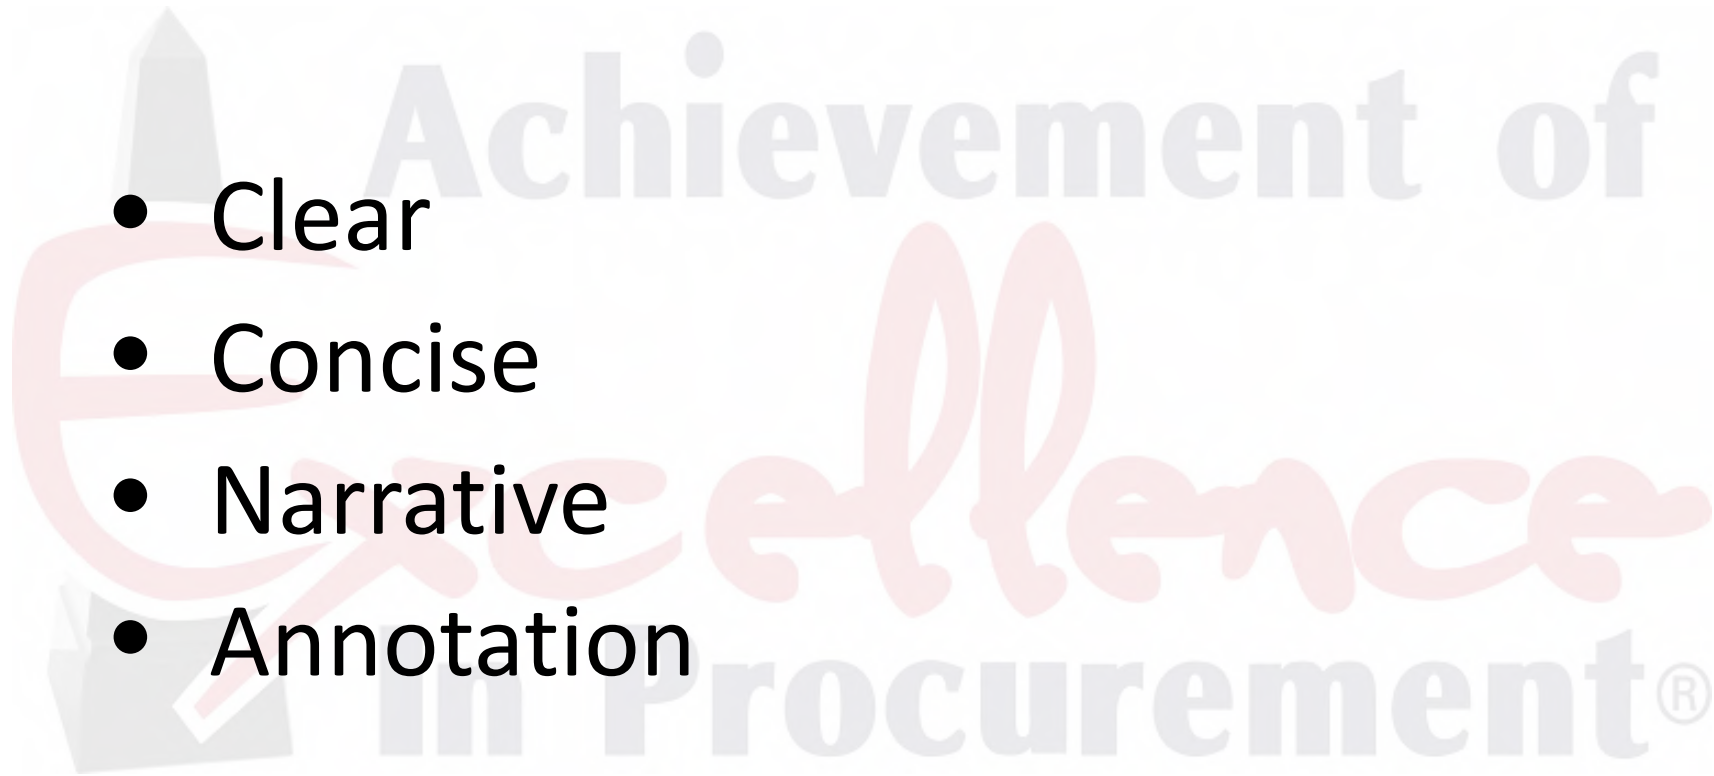 Achievement of
• Clear
Excellence
• Concise
• Narrative
• Annotation
in Procurement®